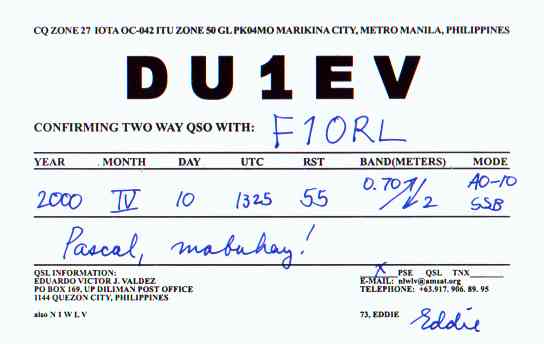 CQ ZONE 27 IOTA OC-042 ITU ZONE 50 GL PK04MO MARIKINA CITY, METRO MANILA, PHILIPPINES
DU1EV
CONFIRMING TWO WAY QSO WITH: F1ORL
YEAR MONTH DAY UTC RST BAND(METERS) MODE
2000 IV 10 1325 55 0.70↑/↓2 AO-10 SSB
Pascal, mabuhay!
QSL INFORMATION:
EDUARDO VICTOR J. VALDEZ
PO BOX 169, UP DILIMAN POST OFFICE
1144 QUEZON CITY, PHILIPPINES
also N1WLV
X PSE QSL TNX
E-MAIL: n1wlv@amsat.org
TELEPHONE: +63.917. 906. 89. 95
73, EDDIE Eddie